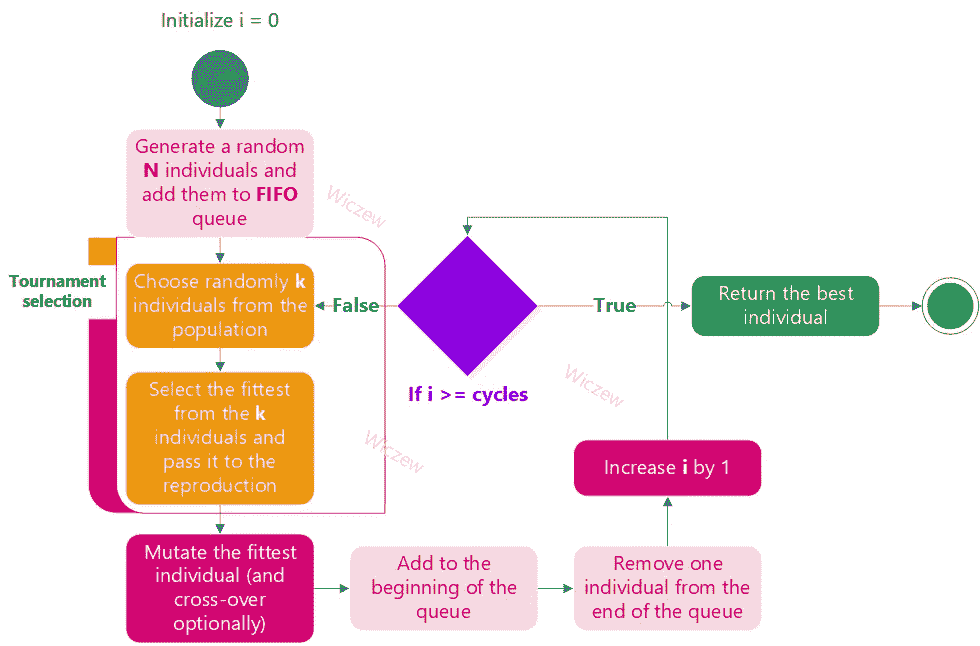 Initialize i = 0
Generate a random
N individuals and
add them to FIFO
queue
Wiczew
Tournament
selection
Choose randomly k
individuals from the
population
False
True
Return the best
individual
If i >= cycles
Wiczew
Select the fittest
from the k
individuals and
pass it to the
reproduction
Wiczew
Increase i by 1
Mutate the fittest
individual (and
cross-over
optionally)
Add to the
beginning of the
queue
Remove one
individual from the
end of the queue